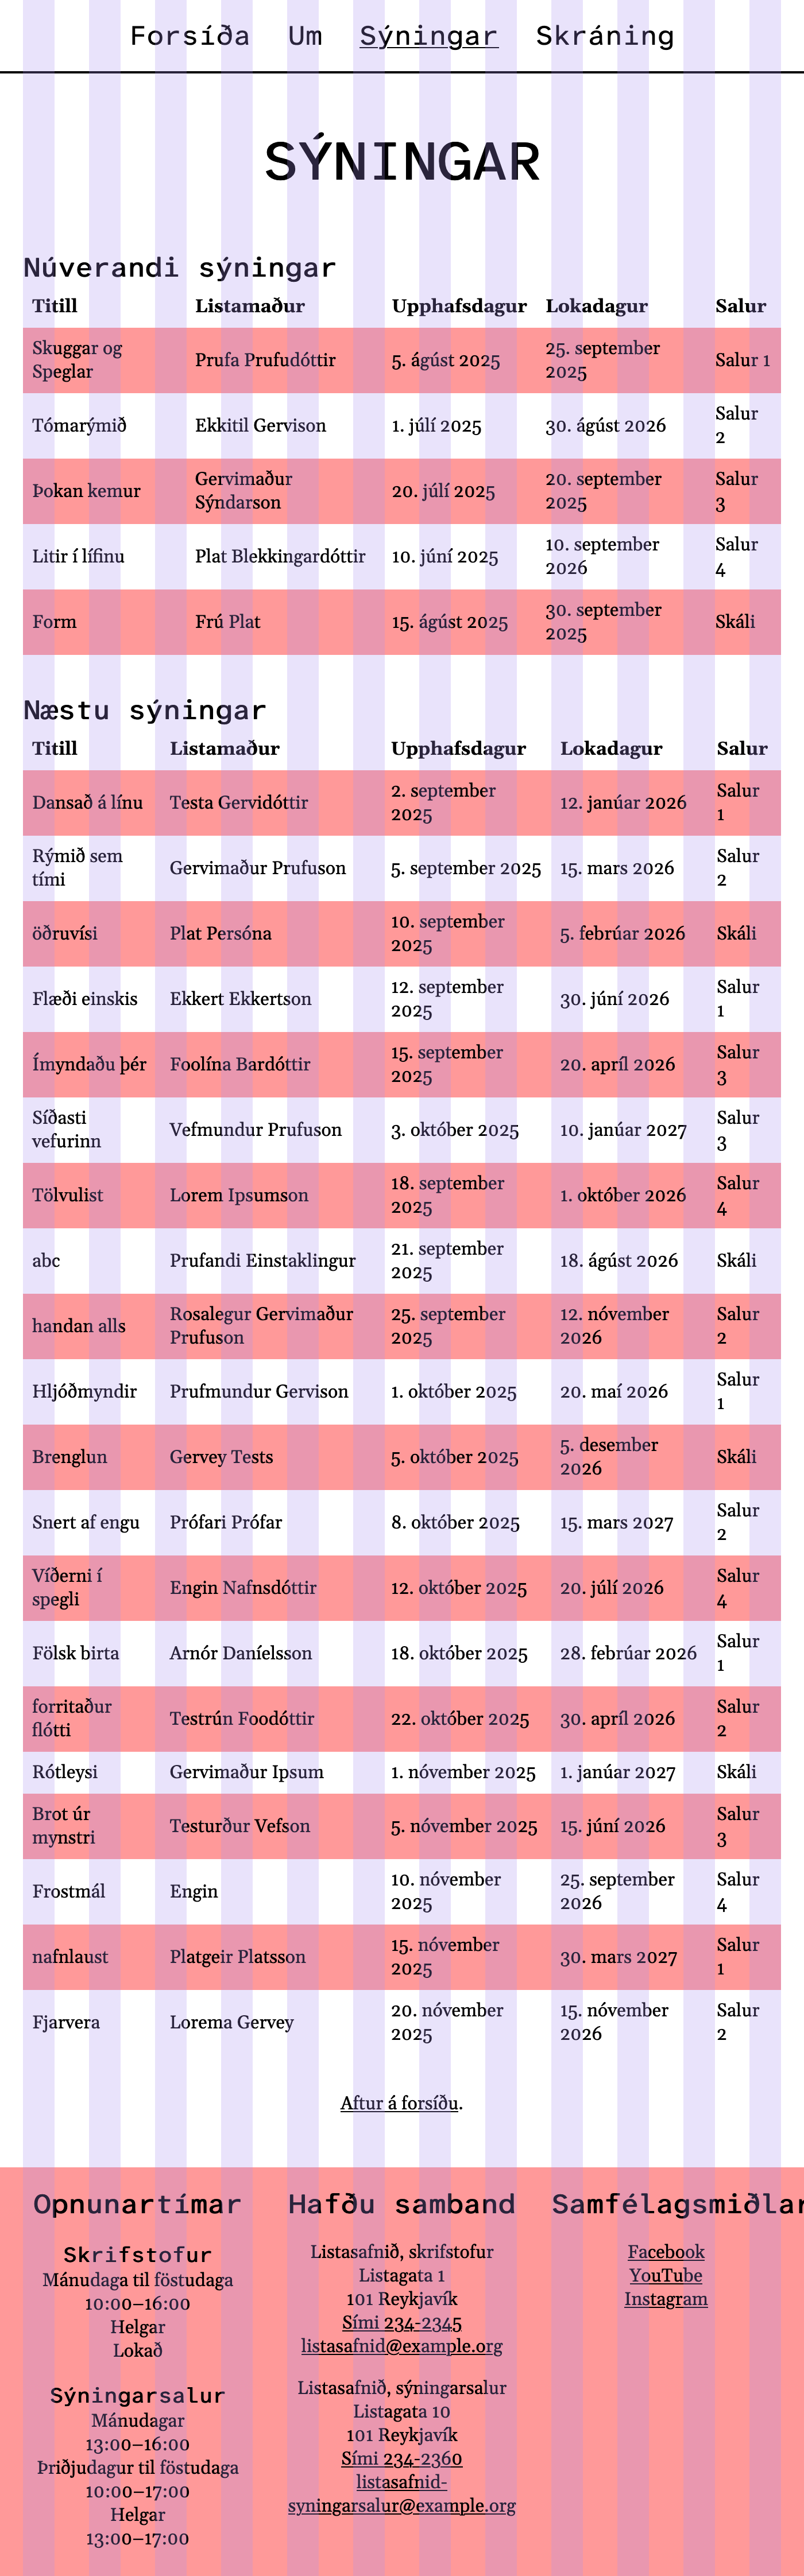 Forsíða Um Sýningar Skráning
SÝNINGAR
Núverandi sýningar
Titill Listamaður Upphafsdagur Lokadagur Salur
Skuggar og Speglar Prufa Prufudóttir 5. ágúst 2025 25. september 2025 Salur 1
Tómarýmið Ekkitil Gervison 1. júlí 2025 30. ágúst 2026 Salur 2
Þokan kemur Gervimaður Sýndarson 20. júlí 2025 20. september 2025 Salur 3
Litir í lífinu Plat Blekkingardóttir 10. júní 2025 10. september 2026 Salur 4
Form Frú Plat 15. ágúst 2025 30. september 2025 Skáli
Næstu sýningar
Titill Listamaður Upphafsdagur Lokadagur Salur
Dansað á línu Testa Gervidóttir 2. september 2025 12. janúar 2026 Salur 1
Rýmið sem tími Gervimaður Prufuson 5. september 2025 15. mars 2026 Salur 2
öðruvísi Plat Persóna 10. september 2025 5. febrúar 2026 Skáli
Flæði einskis Ekkert Ekkertson 12. september 2025 30. júní 2026 Salur 1
Ímyndaðu þér Foolína Bardóttir 15. september 2025 20. apríl 2026 Salur 3
Síðasti vefurinn Vefmundur Prufuson 3. október 2025 10. janúar 2027 Salur 3
Tölvulist Lorem Ipsumson 18. september 2025 1. október 2026 Salur 4
abc Prufandi Einstaklingur 21. september 2025 18. ágúst 2026 Skáli
handan alls Rosalegur Gervimaður Prufuson 25. september 2025 12. nóvember 2026 Salur 2
Hljóðmyndir Prufmundur Gervison 1. október 2025 20. maí 2026 Salur 1
Brenglun Gervey Tests 5. október 2025 5. desember 2026 Skáli
Snert af engu Prófari Prófar 8. október 2025 15. mars 2027 Salur 2
Víðerni í spegli Engin Nafnsdóttir 12. október 2025 20. júlí 2026 Salur 4
Fölsk birta Arnór Daníelsson 18. október 2025 28. febrúar 2026 Salur 1
forritaður flótti Testrún Foodóttir 22. október 2025 30. apríl 2026 Salur 2
Rótleysi Gervimaður Ipsum 1. nóvember 2025 1. janúar 2027 Skáli
Brot úr mynstri Testurður Vefson 5. nóvember 2025 15. júní 2026 Salur 3
Frostmál Engin 10. nóvember 2025 25. september 2026 Salur 4
nafnlaust Platgeir Platsson 15. nóvember 2025 30. mars 2027 Salur 1
Fjarvera Lorema Gervey 20. nóvember 2025 15. nóvember 2026 Salur 2
Aftur á forsíðu.
Opnunartímar
Skrifstofur
Mánudaga til föstudaga
10:00–16:00
Helgar
Lokað
Sýningarsalur
Mánudagar
13:00–16:00
Þriðjudagur til föstudaga
10:00–17:00
Helgar
13:00–17:00
Hafðu samband
Listasafnið, skrifstofur
Listagata 1
101 Reykjavík
Sími 234-2345
listasafnid@example.org
Listasafnið, sýningarsalur
Listagata 10
101 Reykjavík
Sími 234-2360
listasafnid-
syningarsalur@example.org
Samfélagsmiðlar
Facebook
YouTube
Instagram